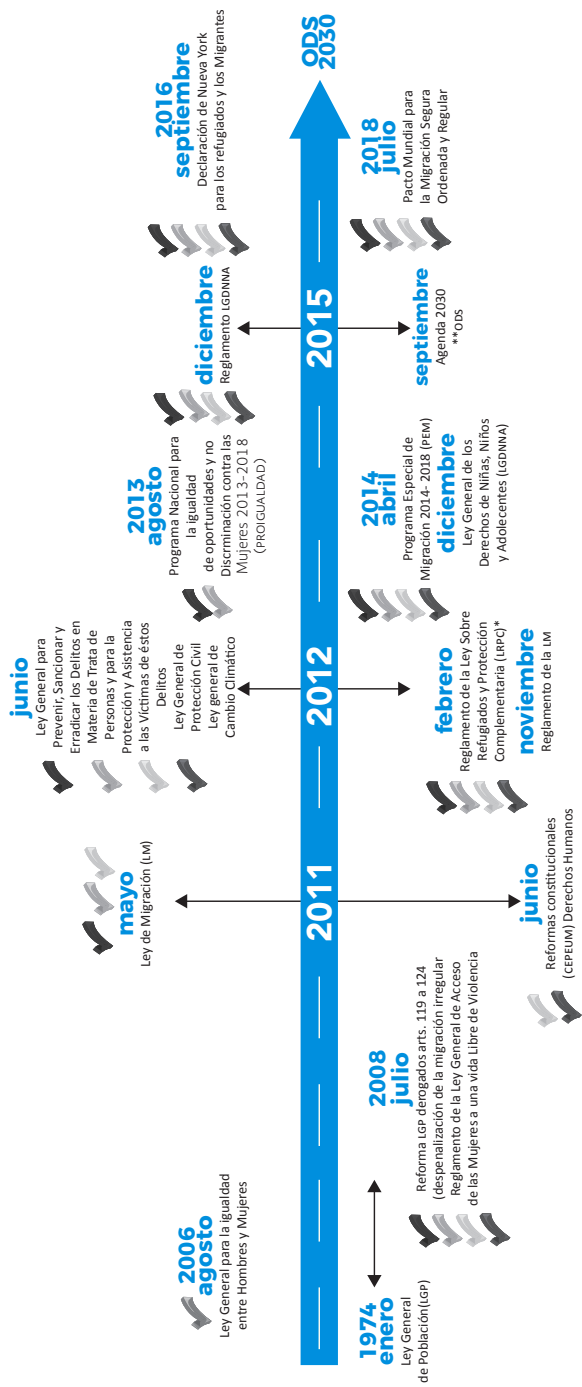 1974
enero
Ley General
de Población(LGP)
2006
agosto
Ley General para la igualdad
entre Hombres y Mujeres
2008
julio
Reforma LGP derogados arts. 119 a 124
(despenalización de la migración irregular
Reglamento de la Ley General de Acceso
de las Mujeres a una vida Libre de Violencia
2011
mayo
Ley de Migración (LM)
junio
Reformas constitucionales
(CEPEUM) Derechos Humanos
2012
junio
Ley General para
Prevenir, Sancionar y
Erradicar los Delitos en
Matería de Trata de
Personas y para la
Protección y Asistencia
a las Víctimas de éstos
Delitos
Ley General de
Protección Civil
Ley general de
Cambio Climático
febrero
Reglamento de la Ley Sobre
Refugiados y Protección
Complementaria (LRPC)*
noviembre
Reglamento de la LM
2013
agosto
Programa Nacional para
la igualdad
de oportunidades y no
Discrminación contra las
Mujeres 2013-2018
(PROIGUALDAD)
2014
abril
Programa Especial de
Migración 2014- 2018 (PEM)
diciembre
Ley General de los
Derechos de Niñas, Niños
y Adolecentes (LGDNNA)
2015
diciembre
Reglamento LGDNNA
septiembre
Agenda 2030
**ODS
2016
septiembre
Declaración de Nueva York
para los refugiados y los Migrantes
2018
julio
Pacto Mundial para
la Migración Segura
Ordenada y Regular
ODS
2030